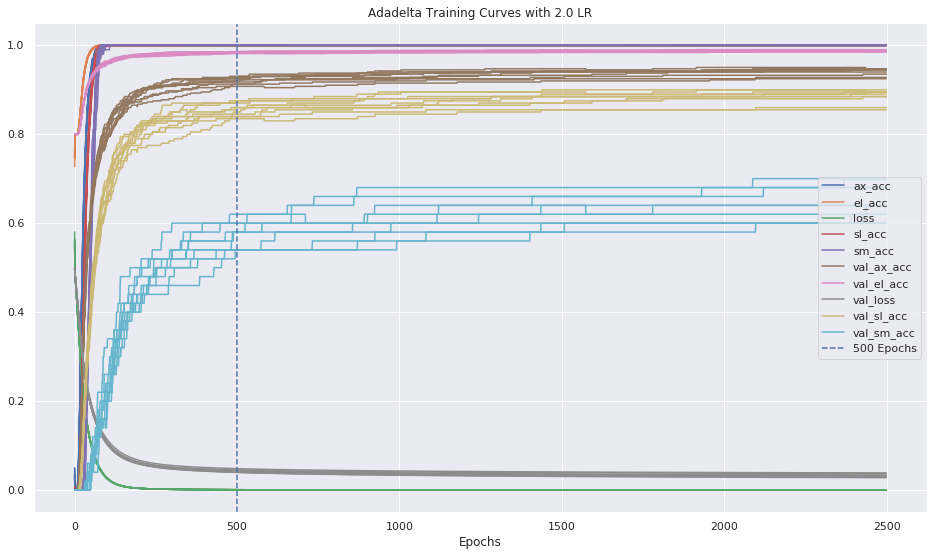 Adadelta Training Curves with 2.0 LR
1.0
0.8
0.6
0.4
0.2
0.0
ax_acc
el_acc
loss
sl_acc
sm_acc
val_ax_acc
val_el_acc
val_loss
val_sl_acc
val_sm_acc
500 Epochs
0 500 1000 1500 2000 2500
Epochs